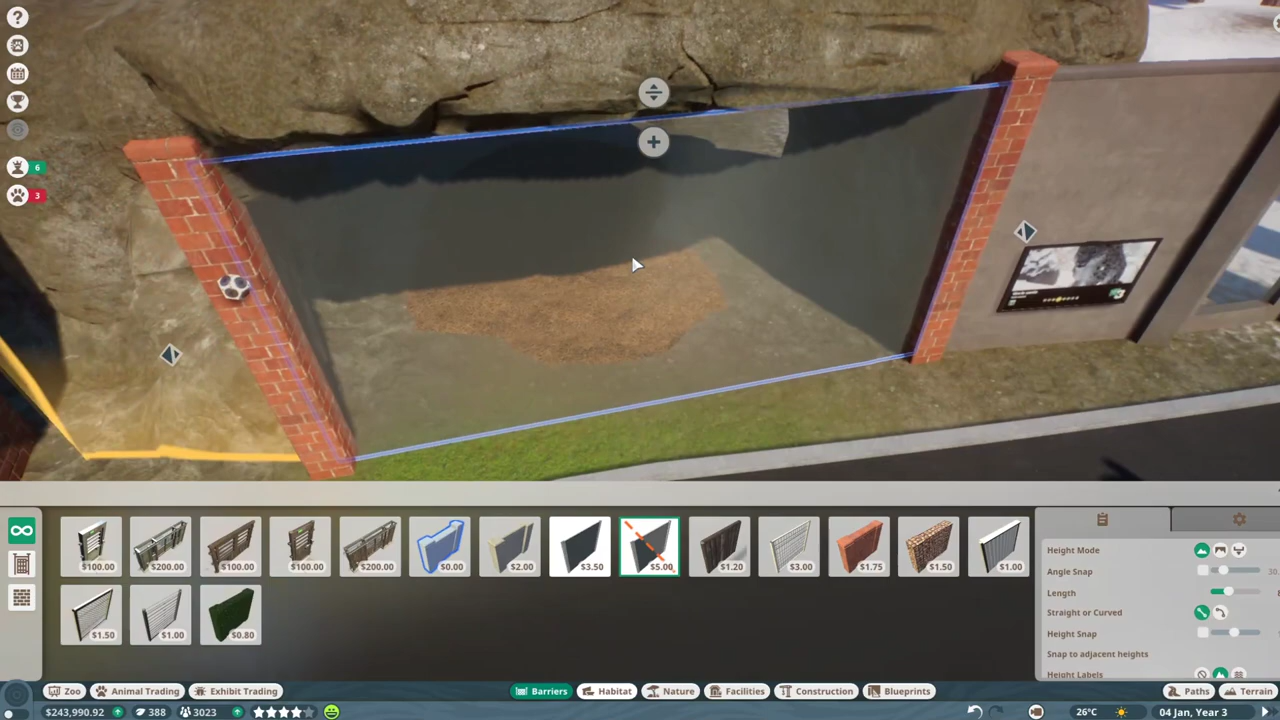 ?
6
3
$100.00
$200.00
$100.00
$100.00
$200.00
$0.00
$2.00
$3.50
$5.00
$1.20
$3.00
$1.75
$1.50
$1.00
$1.50
$1.00
$0.80
Height Mode
Angle Snap
Length
Straight or Curved
Height Snap
Snap to adjacent heights
Height Labels
Zoo
Animal Trading
Exhibit Trading
Barriers
Habitat
Nature
Facilities
Construction
Blueprints
Paths
Terrain
$243,990.92
388
3023
26°C
04 Jan, Year 3